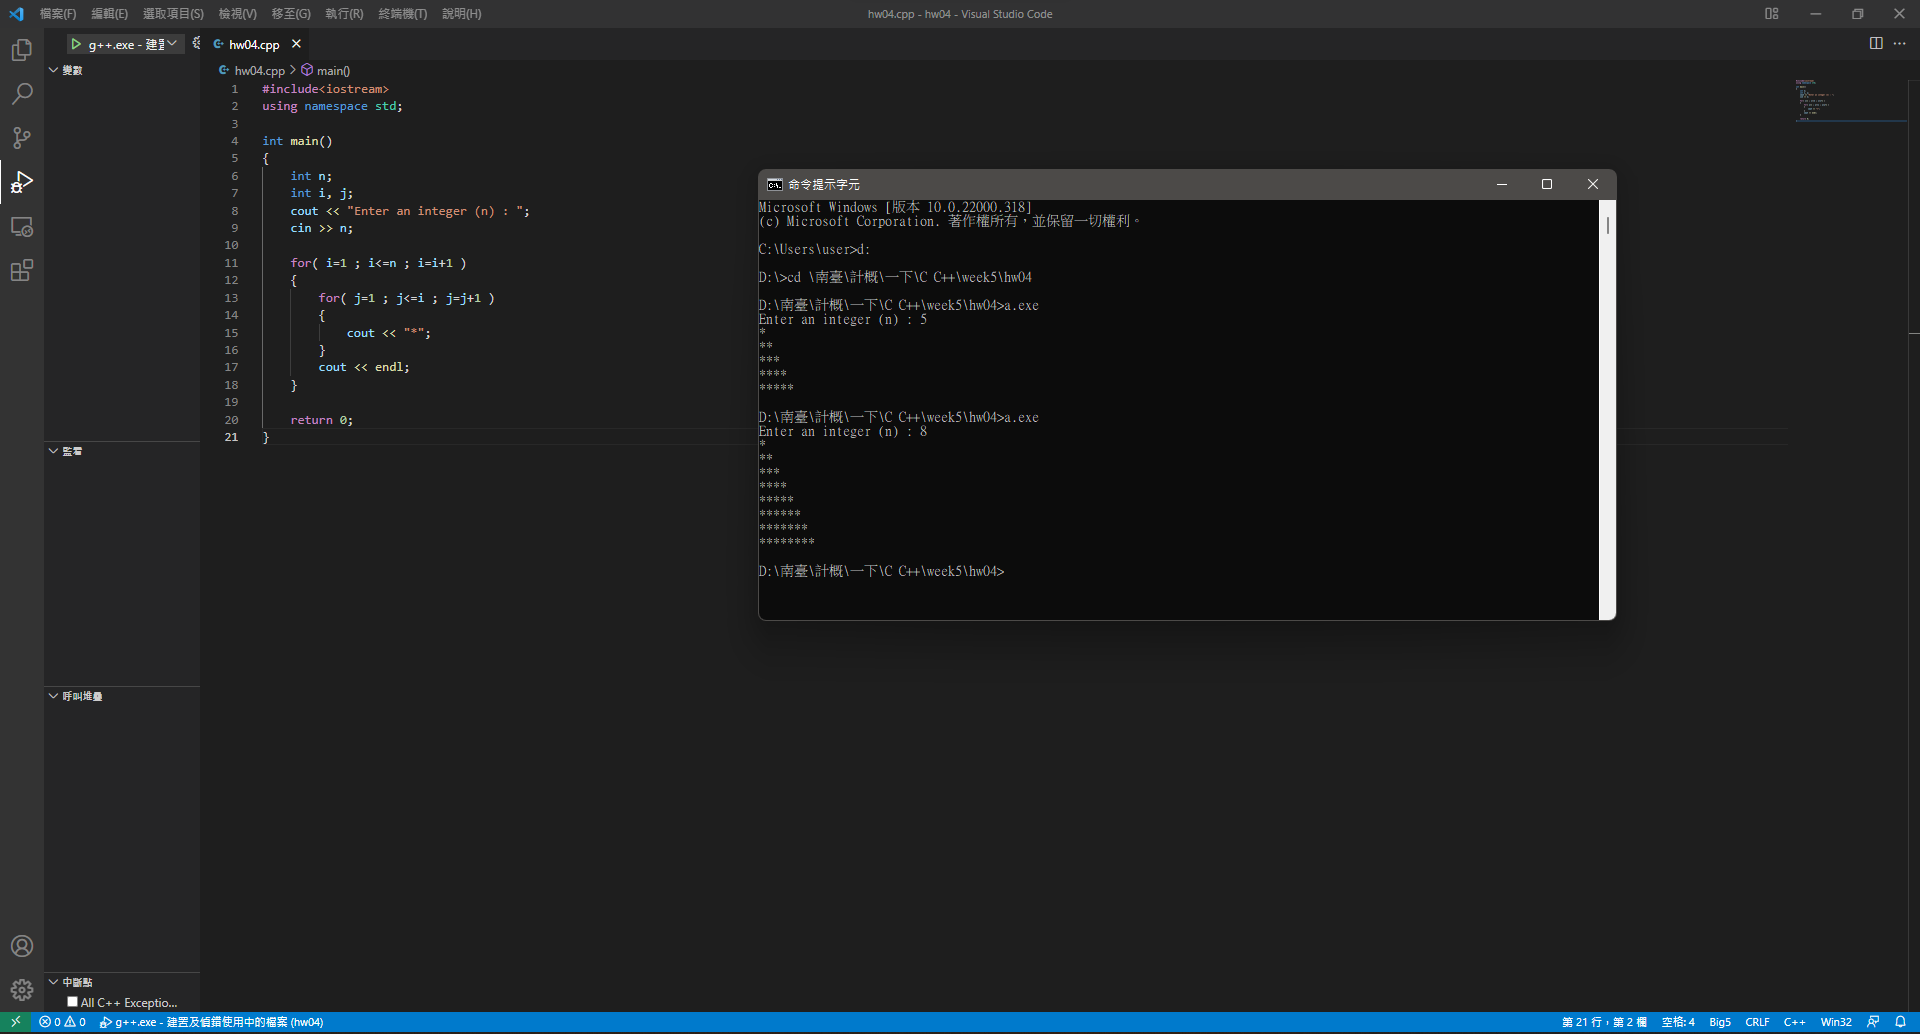 檔案(F) 編輯(E) 選取項目(S) 檢視(V) 移至(G) 執行(R) 終端機(T) 說明(H)
hw04.cpp - hw04 - Visual Studio Code
g++.exe - 建置
hw04.cpp
變數
hw04.cpp > main()
1 #include<iostream>
2 using namespace std;
3
4 int main()
5 {
6 int n;
7 int i, j;
8 cout << "Enter an integer (n) : ";
9 cin >> n;
10
11 for( i=1 ; i<=n ; i=i+1 )
12 {
13 for( j=1 ; j<=i ; j=j+1 )
14 {
15 cout << "*";
16 }
17 cout << endl;
18 }
19
20 return 0;
21 }
命令提示字元
Microsoft Windows [版本 10.0.22000.318]
(c) Microsoft Corporation. 著作權所有，並保留一切權利。
C:\Users\user>d:
D:\>cd \南臺\計概\一下\C C++\week5\hw04
D:\南臺\計概\一下\C C++\week5\hw04>a.exe
Enter an integer (n) : 5
*
**
***
****
*****
D:\南臺\計概\一下\C C++\week5\hw04>a.exe
Enter an integer (n) : 8
*
**
***
****
*****
******
*******
********
D:\南臺\計概\一下\C C++\week5\hw04>
監看
呼叫堆疊
中斷點
All C++ Exceptio...
0 0 g++.exe - 建置及偵錯使用中的檔案 (hw04)
第 21 行，第 2 欄 空格: 4 Big5 CRLF C++ Win32